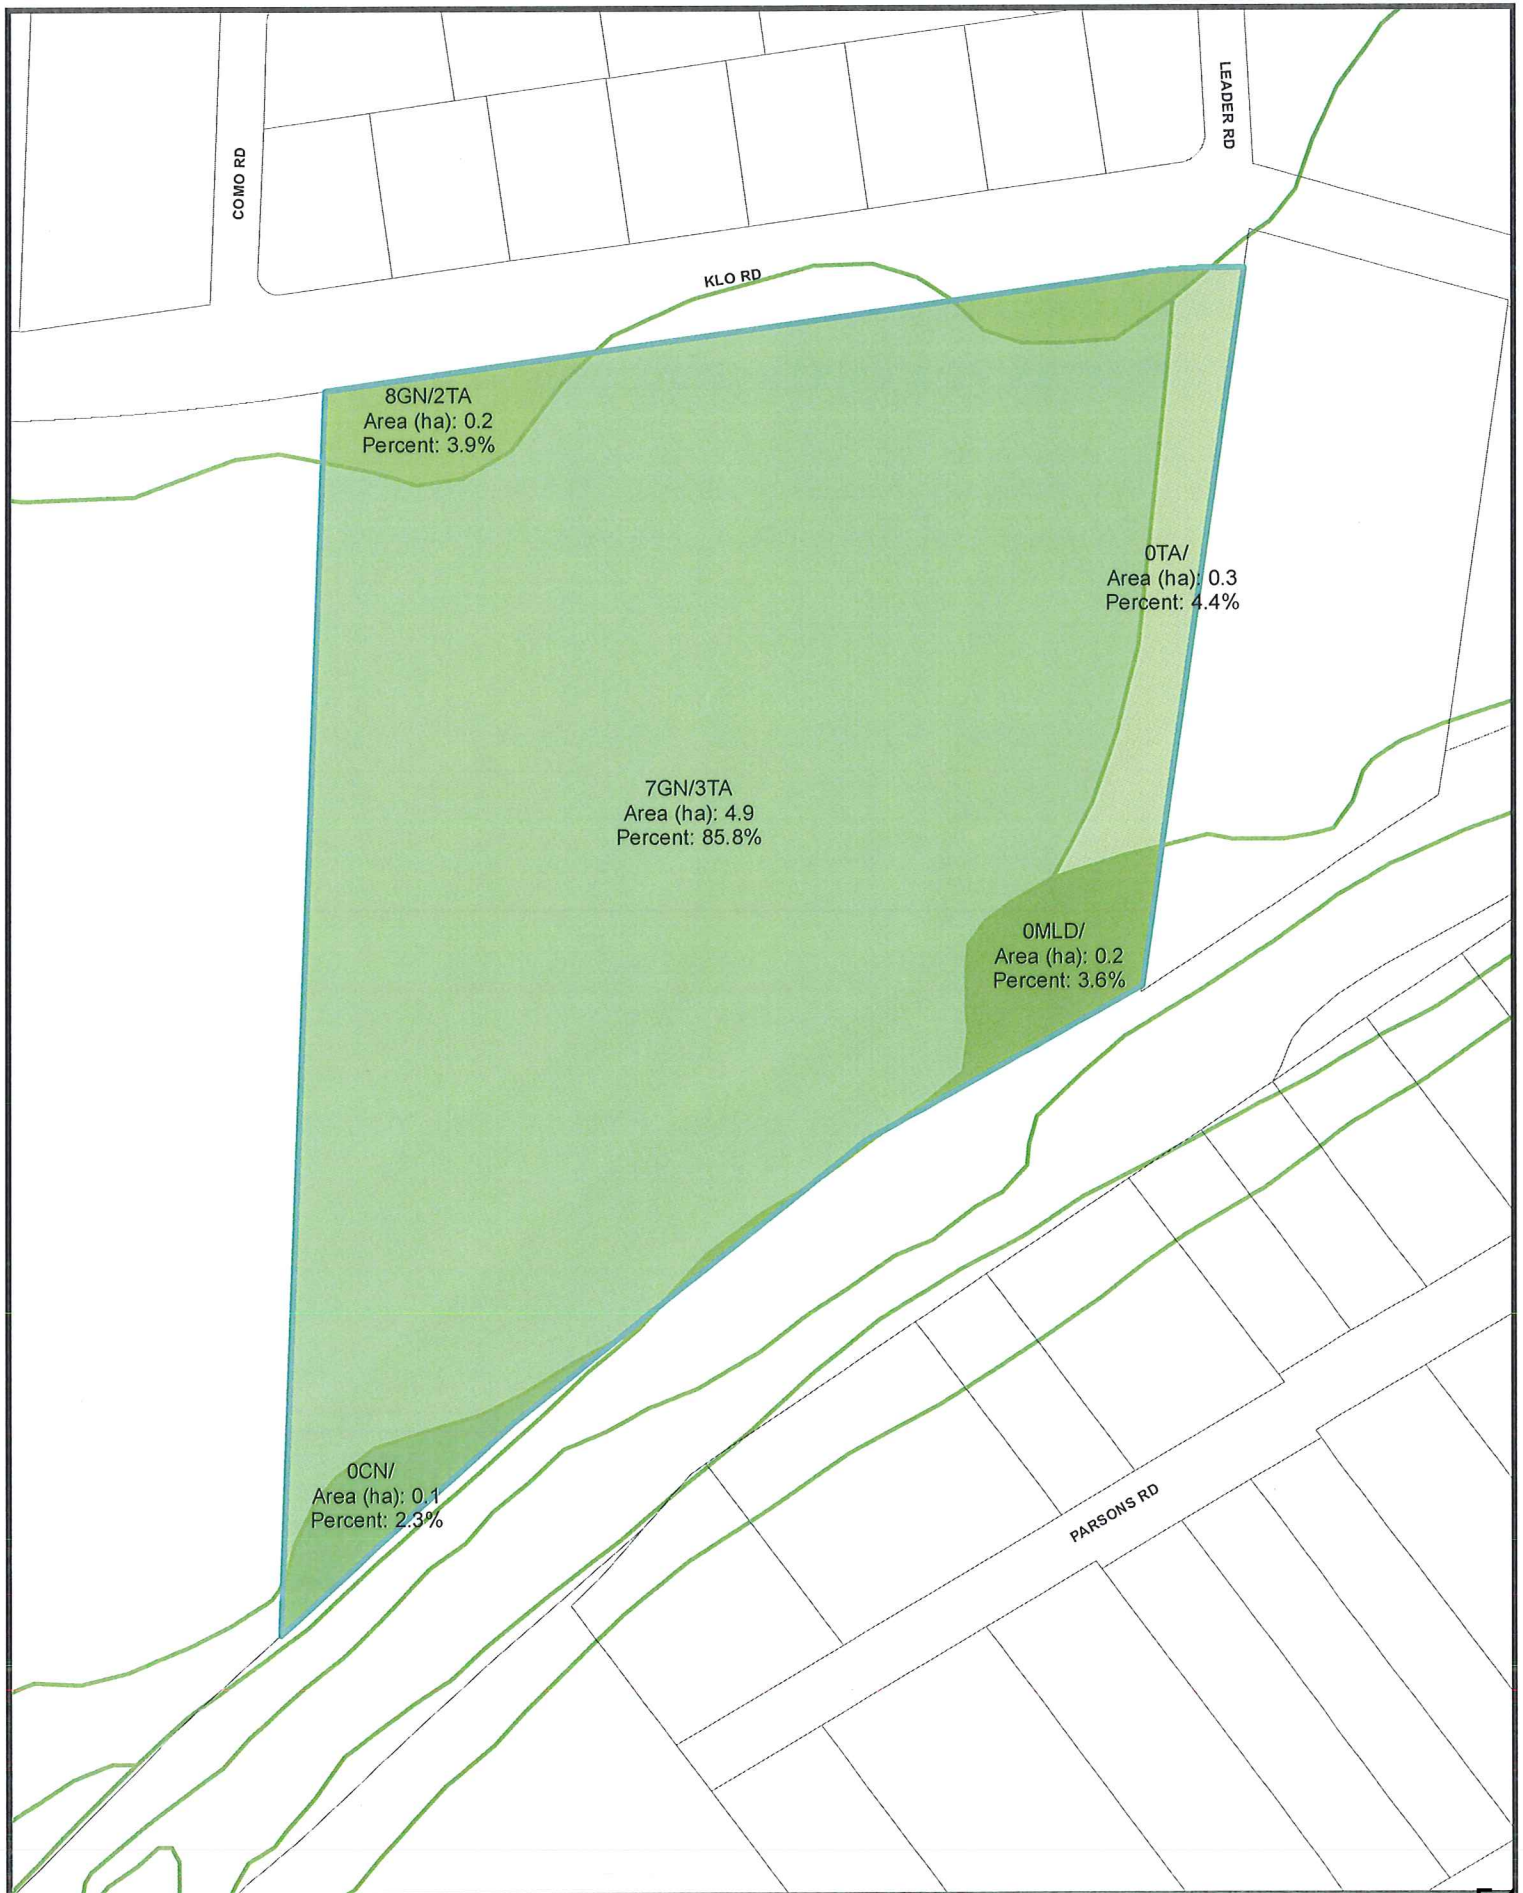 LEADER RD
COMO RD
KLO RD
8GN/2TA
Area (ha): 0.2
Percent: 3.9%
0TA/
Area (ha): 0.3
Percent: 4.4%
7GN/3TA
Area (ha): 4.9
Percent: 85.8%
0MLD/
Area (ha): 0.2
Percent: 3.6%
0CN/
Area (ha): 0.1
Percent: 2.3%
PARSONS RD